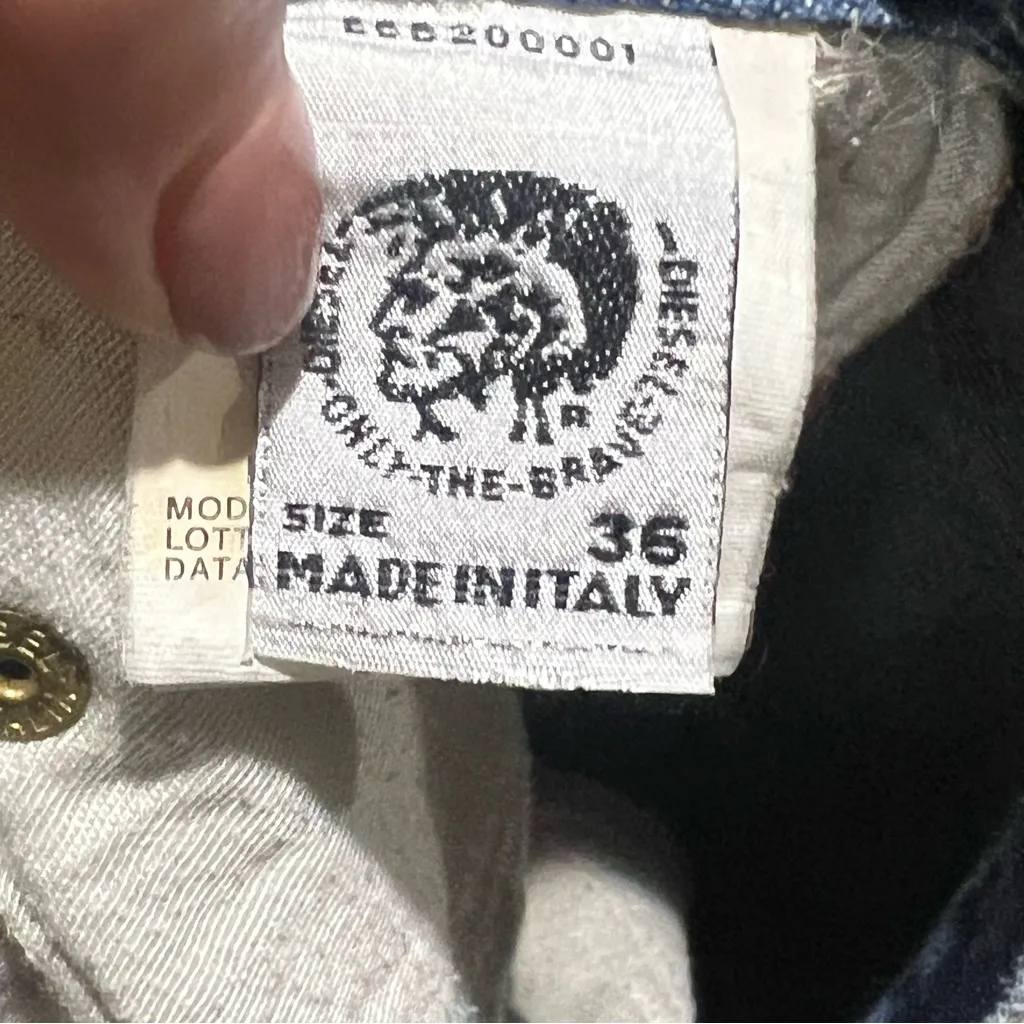 200001
DIESEL-ONLY-THE-BRAVE-DIESEL-
R
SIZE 36
MADE IN ITALY
MOD
LOTT
DATA